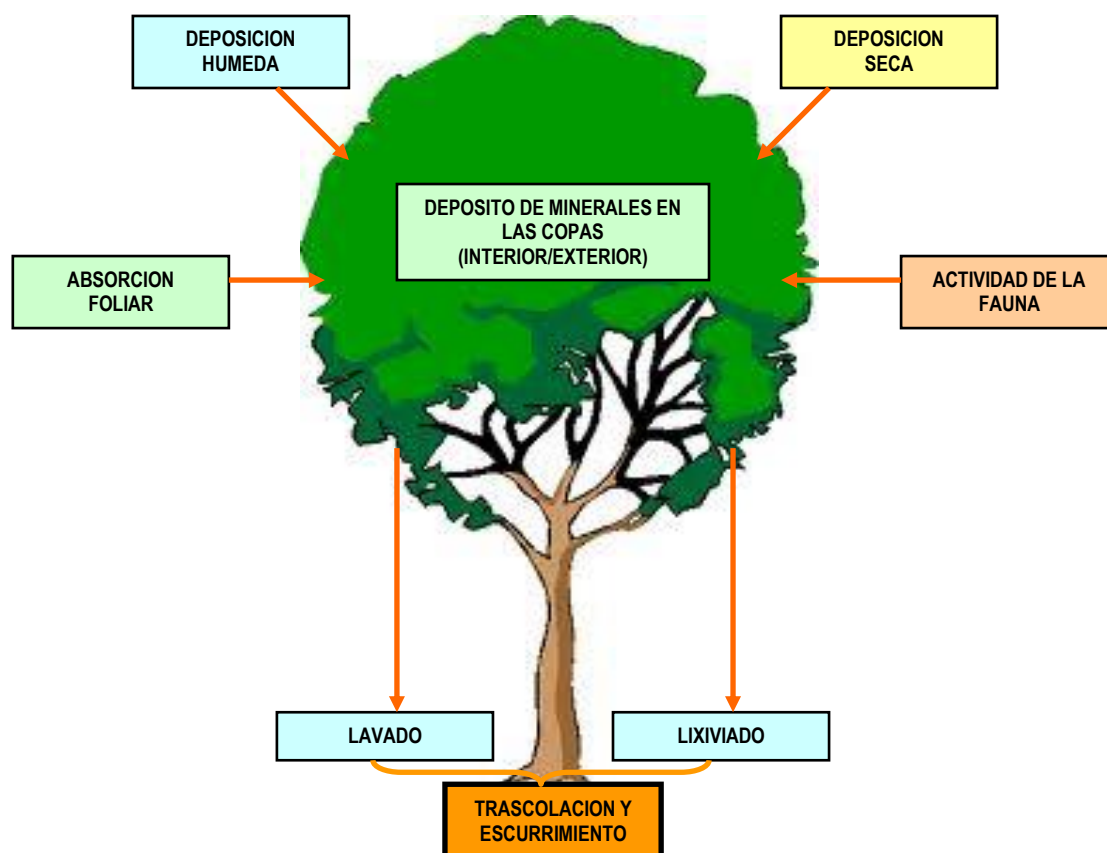 DEPOSICION
HUMEDA
DEPOSICION
SECA
DEPOSITO DE MINERALES EN
LAS COPAS
(INTERIOR/EXTERIOR)
ABSORCION
FOLIAR
ACTIVIDAD DE LA
FAUNA
LAVADO
LIXIVIADO
TRASCOLACION Y
ESCURRIMIENTO